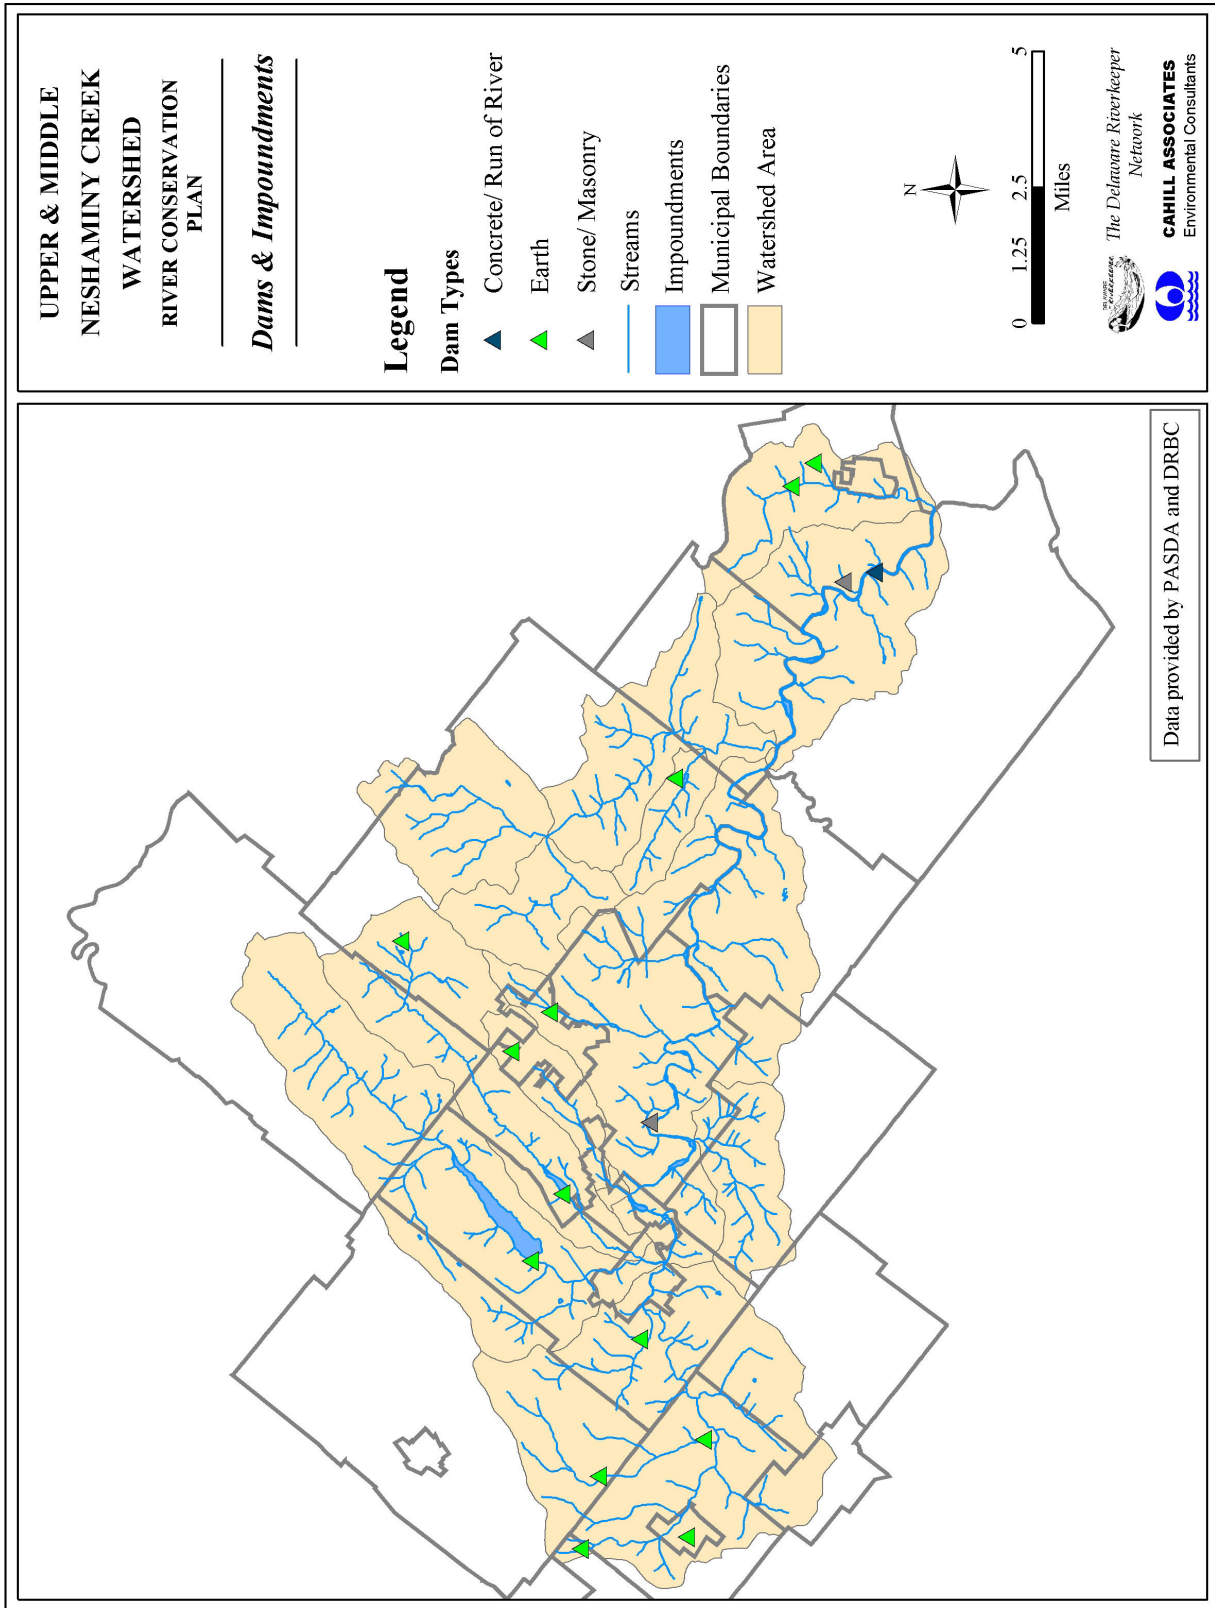 UPPER & MIDDLE
NESHAMINY CREEK
WATERSHED
RIVER CONSERVATION
PLAN
Dams & Impoundments
Legend
Dam Types
Concrete/ Run of River
Earth
Stone/ Masonry
Streams
Impoundments
Municipal Boundaries
Watershed Area
N
0 1.25 2.5 5
Miles
DELAWARE
RIVERKEEPER
The Delaware Riverkeeper
Network
CAHILL ASSOCIATES
Environmental Consultants
Data provided by PASDA and DRBC